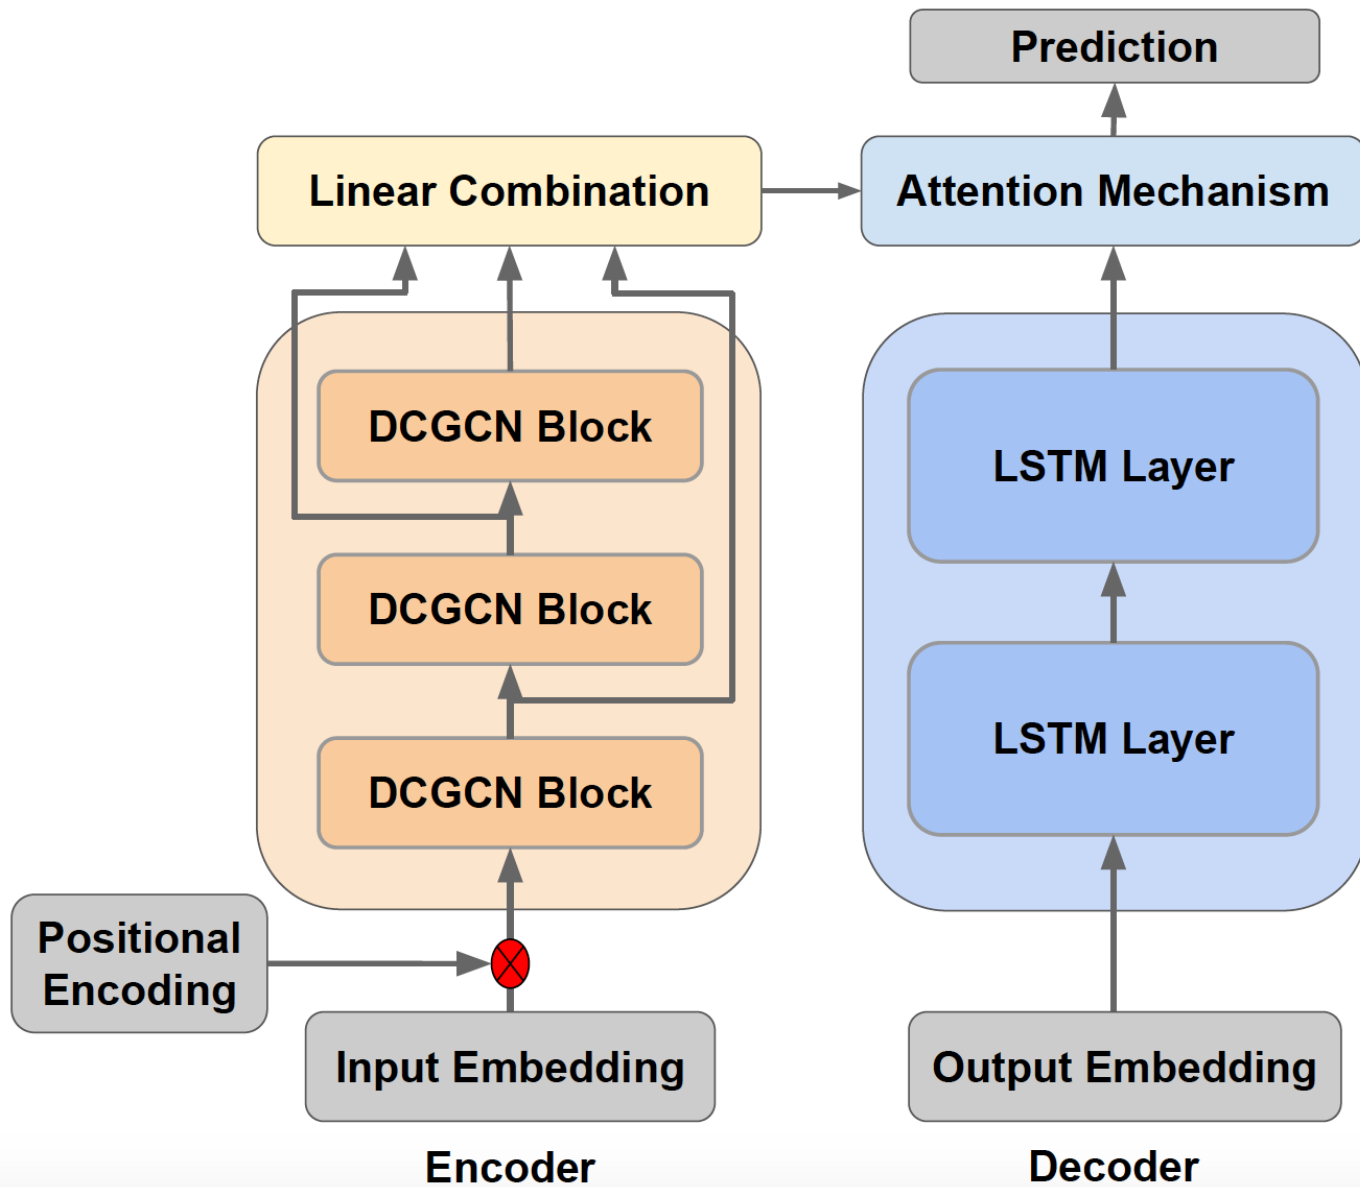 Prediction
Linear Combination
Attention Mechanism
DCGCN Block
DCGCN Block
DCGCN Block
LSTM Layer
LSTM Layer
Positional
Encoding
Input Embedding
Output Embedding
Encoder
Decoder